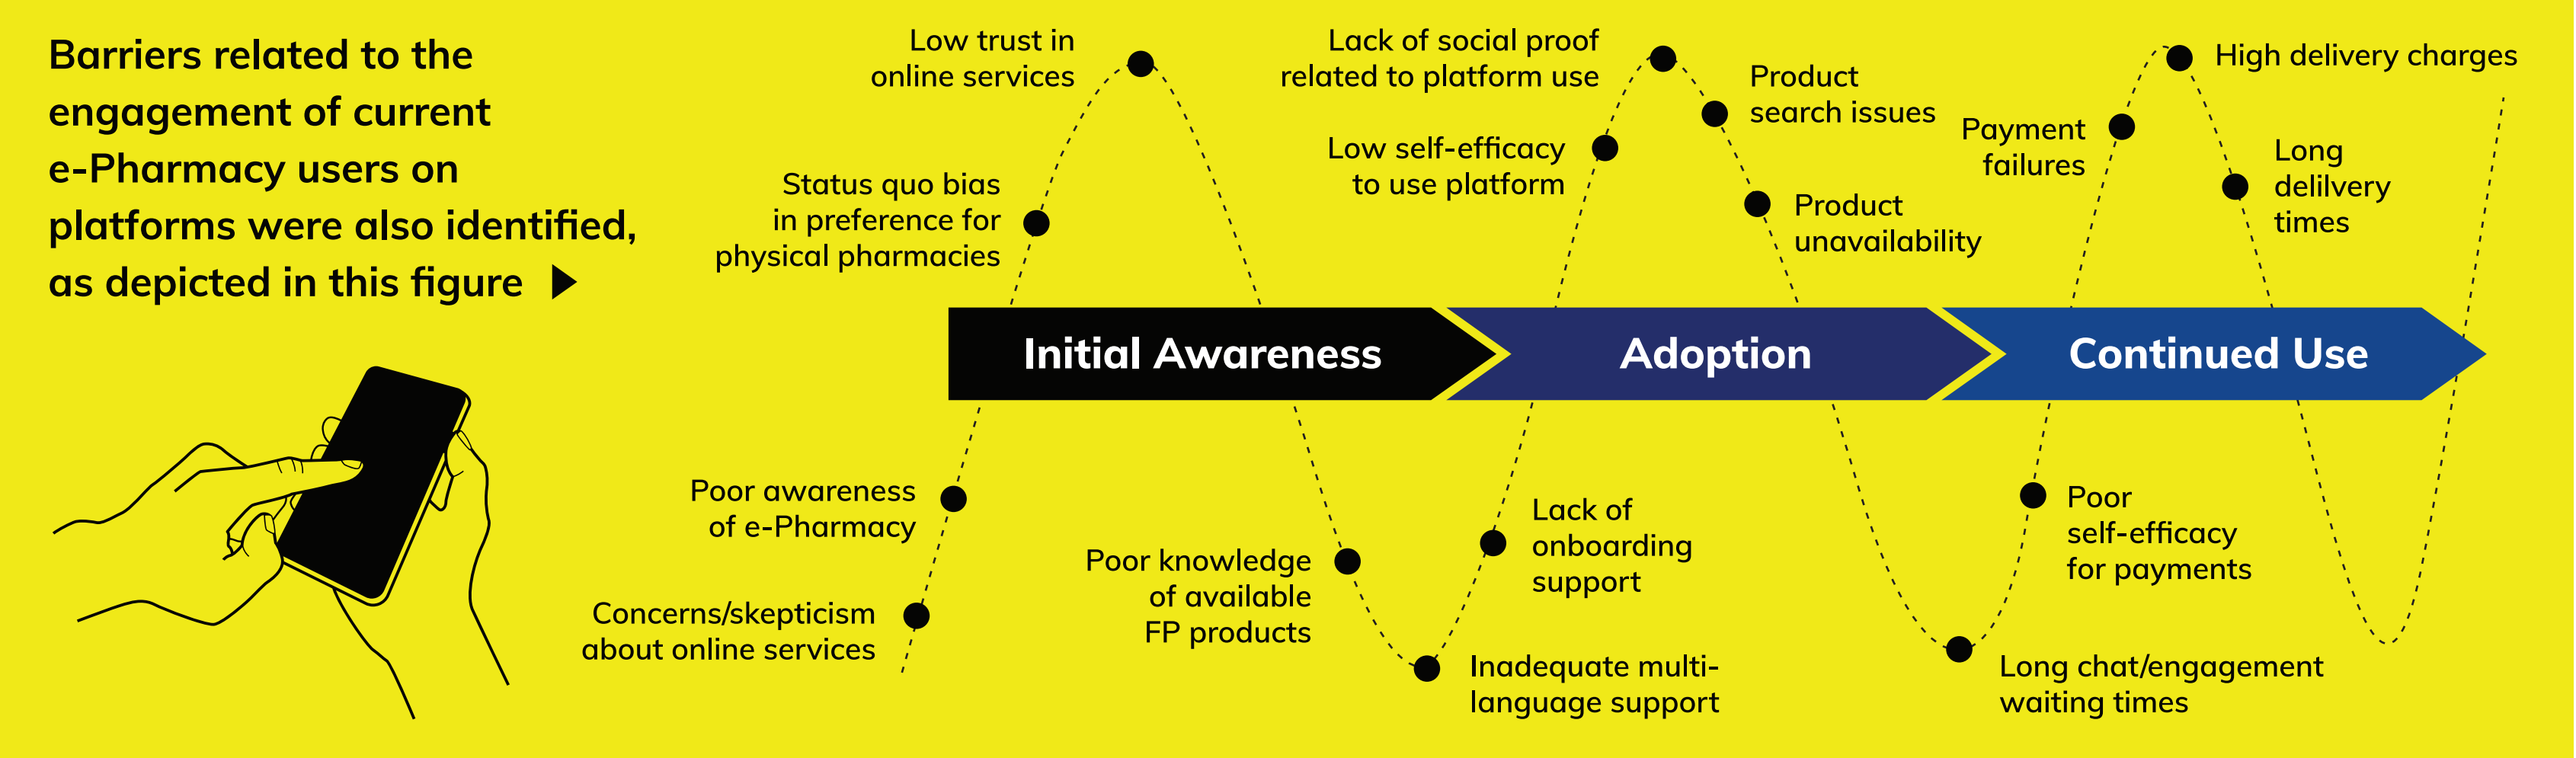 Barriers related to the
engagement of current
e-Pharmacy users on
platforms were also identified,
as depicted in this figure
Low trust in
online services
Status quo bias
in preference for
physical pharmacies
Poor awareness
of e-Pharmacy
Concerns/skepticism
about online services
Initial Awareness
Poor knowledge
of available
FP products
Inadequate multi-
language support
Lack of
onboarding
support
Lack of social proof
related to platform use
Low self-efficacy
to use platform
Product
search issues
Product
unavailability
Adoption
Long chat/engagement
waiting times
Poor
self-efficacy
for payments
Payment
failures
High delivery charges
Long
delilvery
times
Continued Use